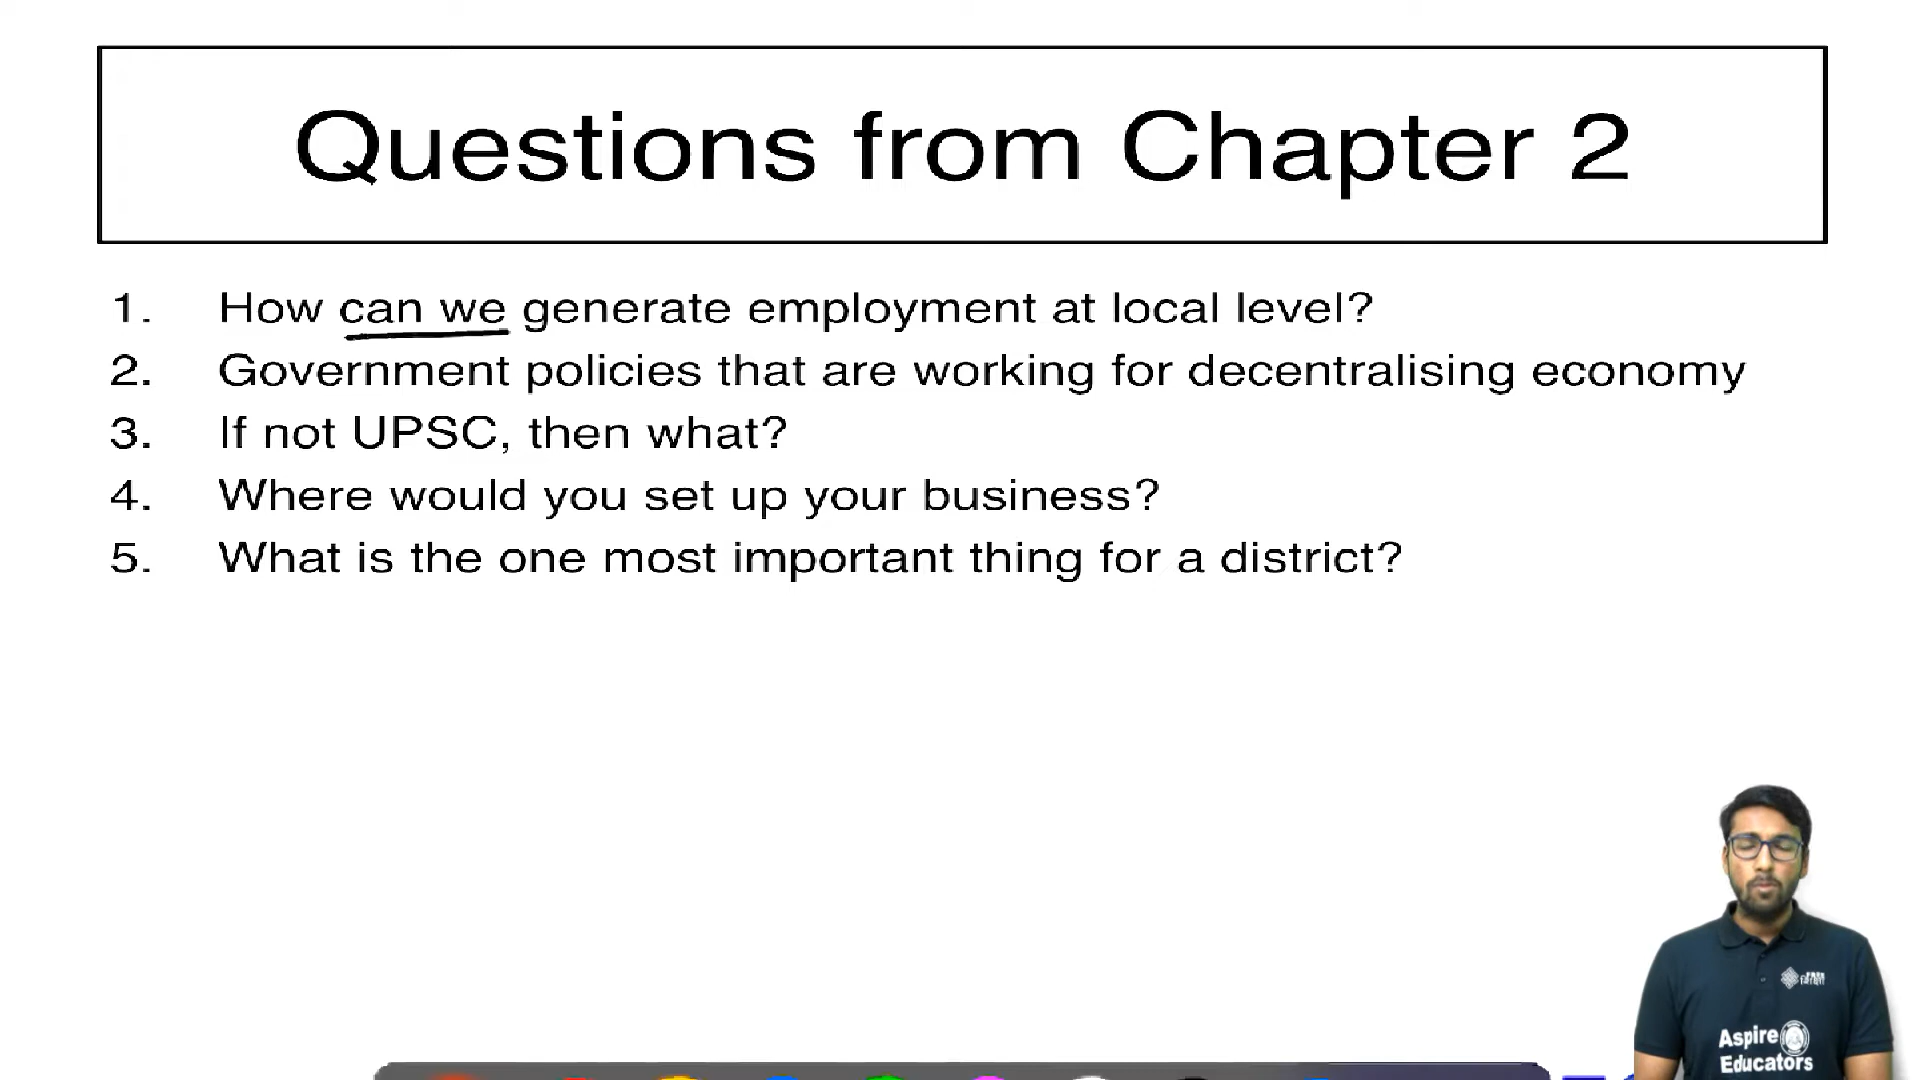 Questions from Chapter 2
1. How can we generate employment at local level?
2. Government policies that are working for decentralising economy
3. If not UPSC, then what?
4. Where would you set up your business?
5. What is the one most important thing for a district?
Aspire
Educators